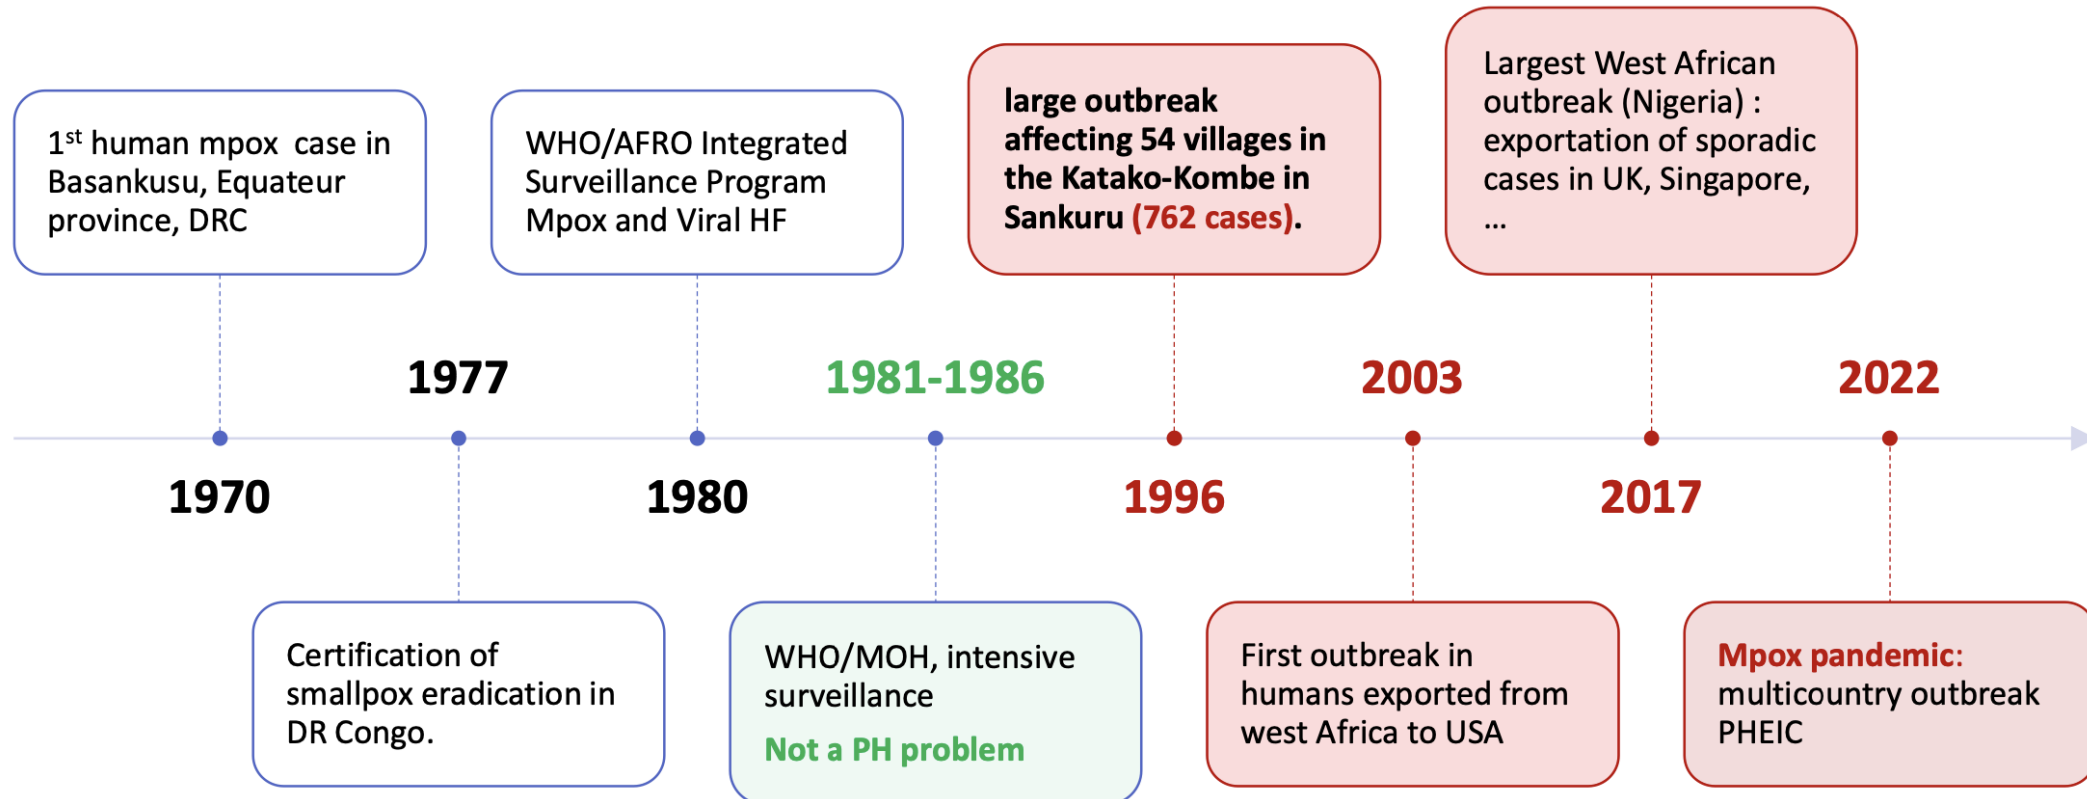 1st human mpox case in
Basankusu, Equateur
province, DRC
WHO/AFRO Integrated
Surveillance Program
Mpox and Viral HF
large outbreak
affecting 54 villages in
the Katako-Kombe in
Sankuru (762 cases).
Largest West African
outbreak (Nigeria) :
exportation of sporadic
cases in UK, Singapore,
...
1977
1981-1986
2003
2022
1970
1980
1996
2017
Certification of
smallpox eradication in
DR Congo.
WHO/MOH, intensive
surveillance
Not a PH problem
First outbreak in
humans exported from
west Africa to USA
Mpox pandemic:
multicountry outbreak
PHEIC